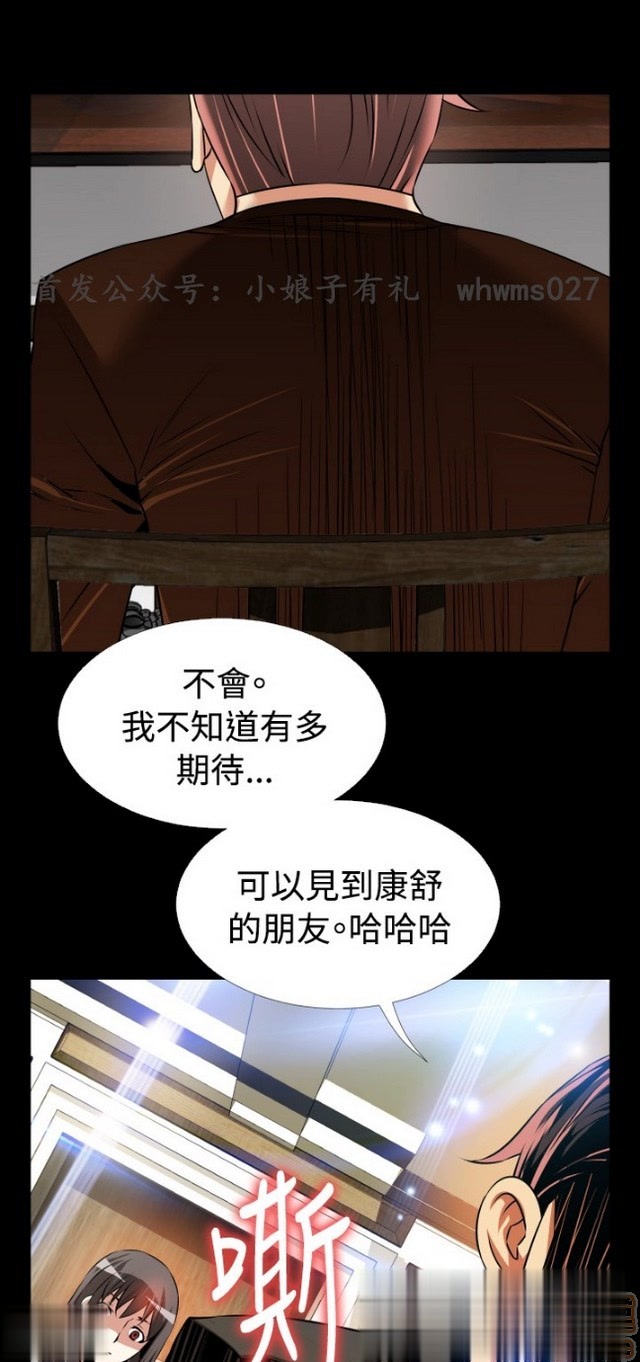 首发公众号：小娘子有礼 whwms027
不會。
我不知道有多
期待...
可以見到康舒
的朋友。哈哈哈
嘶